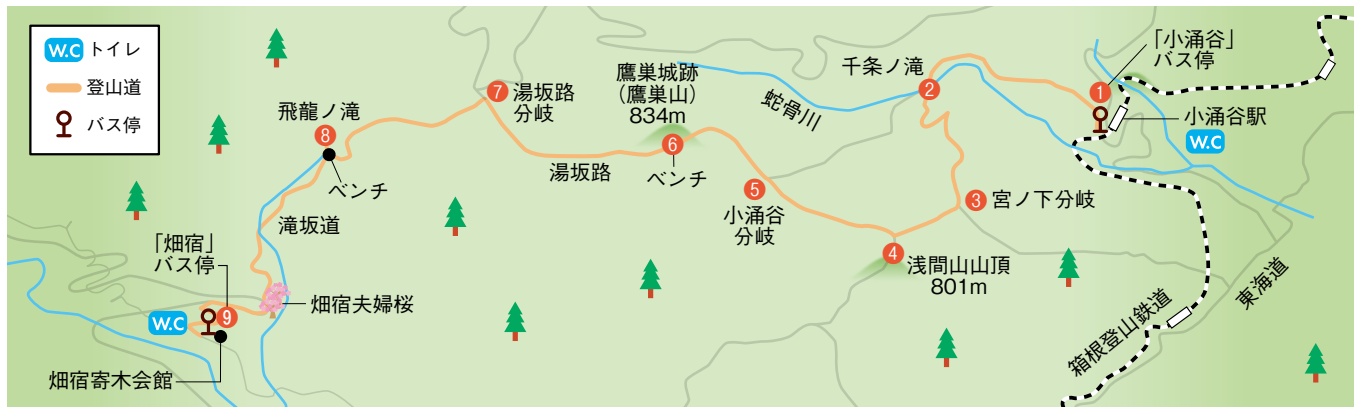 W.C トイレ
登山道
バス停
飛龍ノ滝
8
ベンチ
7
湯坂路
分岐
湯坂路
鷹巣城跡
(鷹巣山)
834m
6
ベンチ
5
小涌谷
分岐
蛇骨川
千条ノ滝
2
「小涌谷」
バス停
1
小涌谷駅
W.C
3 宮ノ下分岐
4
浅間山山頂
801m
箱根登山鉄道
東海道
滝坂道
「畑宿」
バス停
W.C
9
畑宿夫婦桜
畑宿寄木会館